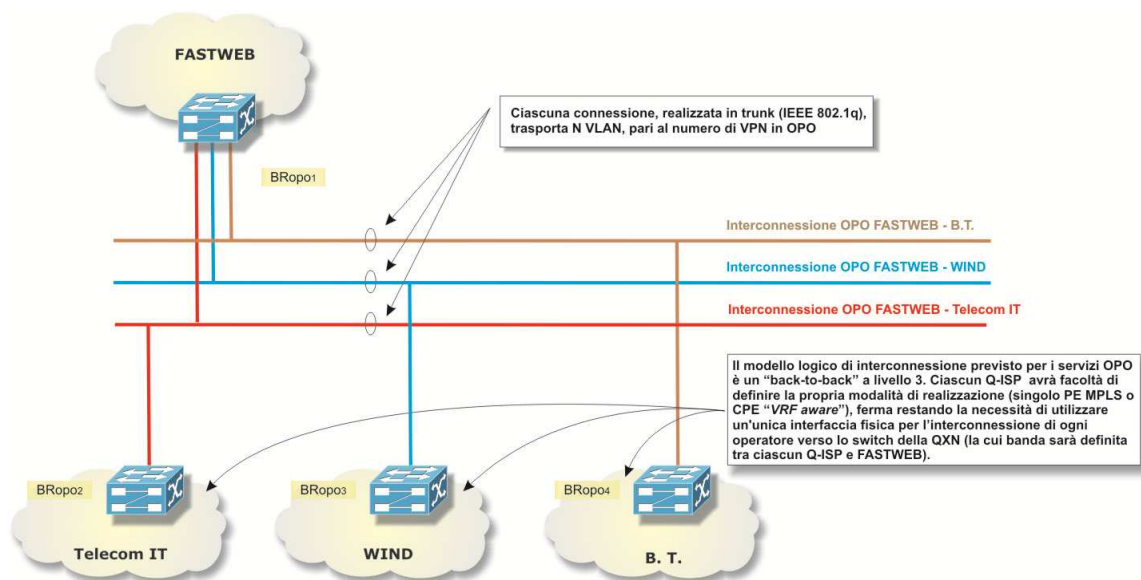 FASTWEB
Ciascuna connessione, realizzata in trunk (IEEE 802.1q),
trasporta N VLAN, pari al numero di VPN in OPO
BRopo1
Interconnessione OPO FASTWEB - B.T.
Interconnessione OPO FASTWEB - WIND
Interconnessione OPO FASTWEB - Telecom IT
Il modello logico di interconnessione previsto per i servizi OPO
è un “back-to-back” a livello 3. Ciascun Q-ISP avrà facoltà di
definire la propria modalità di realizzazione (singolo PE MPLS o
CPE “VRF aware”), ferma restando la necessità di utilizzare
un'unica interfaccia fisica per l’interconnessione di ogni
operatore verso lo switch della QXN (la cui banda sarà definita
tra ciascun Q-ISP e FASTWEB).
BRopo2
BRopo3
BRopo4
Telecom IT
WIND
B. T.